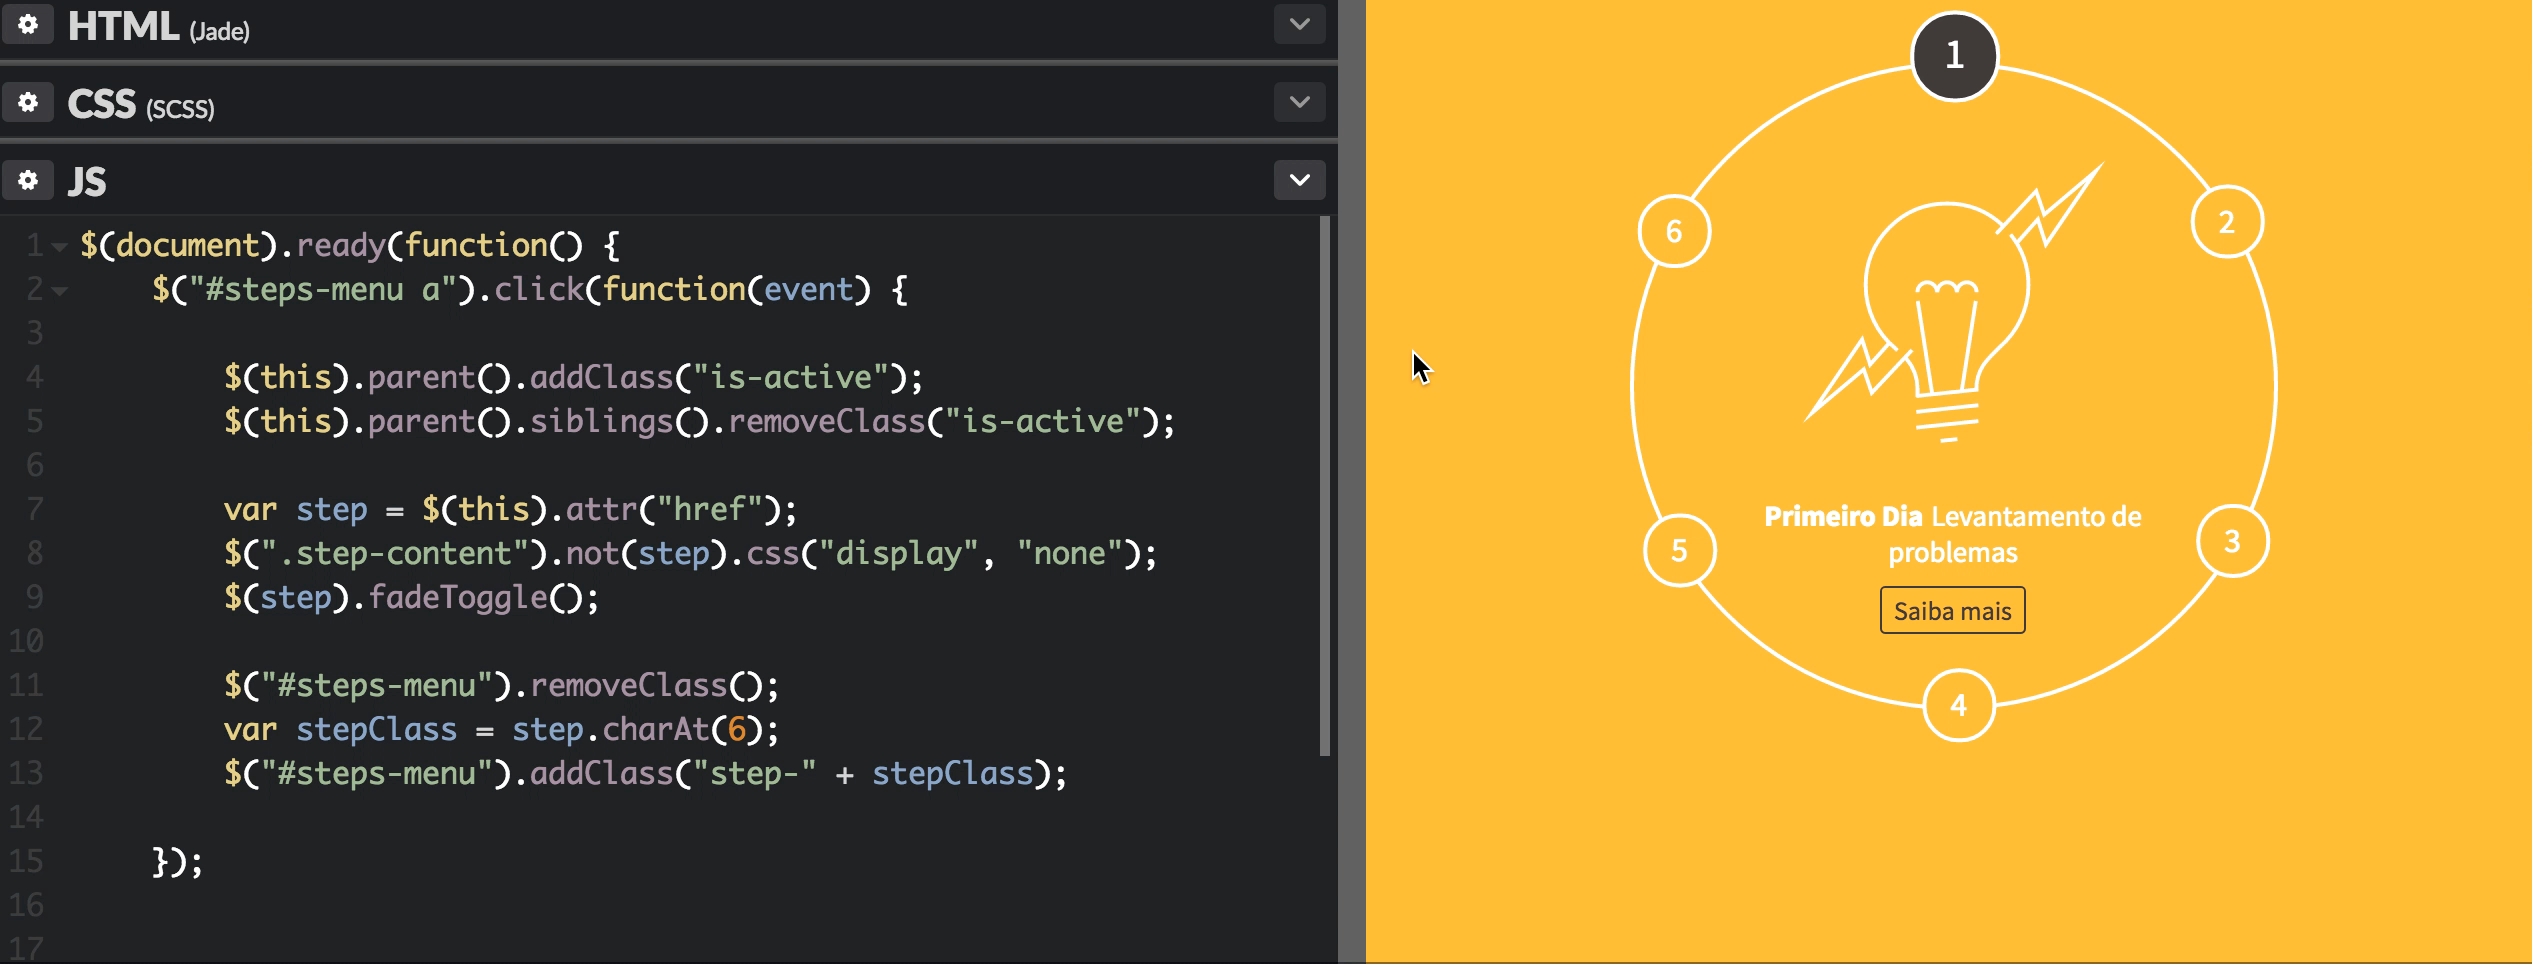 HTML (Jade)
CSS (SCSS)
JS
1 $(document).ready(function() {
2     $("#steps-menu a").click(function(event) {
3
4         $(this).parent().addClass("is-active");
5         $(this).parent().siblings().removeClass("is-active");
6
7         var step = $(this).attr("href");
8         $(".step-content").not(step).css("display", "none");
9         $(step).fadeToggle();
10
11         $("#steps-menu").removeClass();
12         var stepClass = step.charAt(6);
13         $("#steps-menu").addClass("step-" + stepClass);
14
15     });
16
17
1
2
6
Primeiro Dia Levantamento de
problemas
3
5
Saiba mais
4